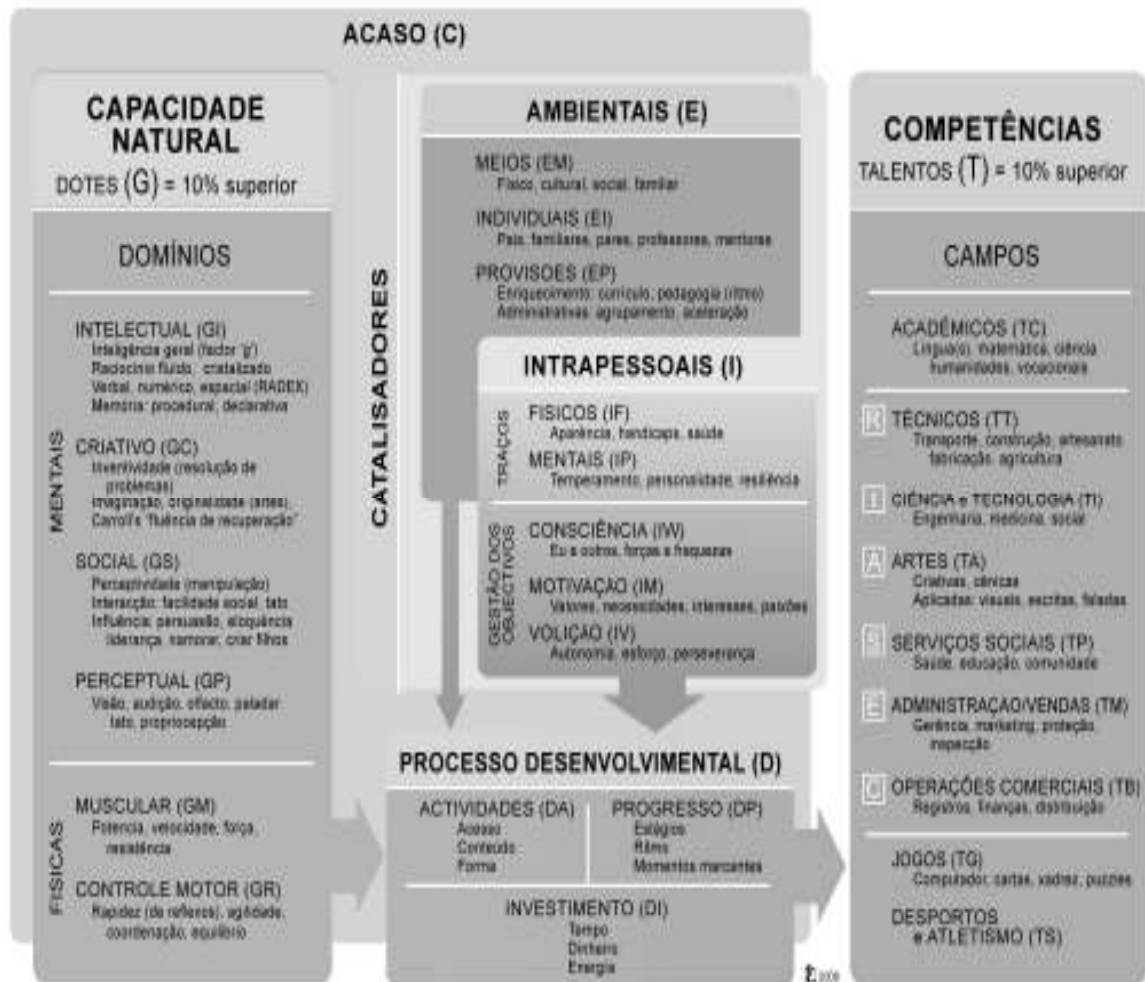 ACASO (C)
CAPACIDADE
NATURAL
DOTES (G) = 10% superior
DOMÍNIOS
MENTAIS
INTELECTUAL (GI)
Inteligência geral (factor 'g')
Raciocínio fluido, cristalizado
Verbal, numérico, espacial (RADEX)
Memória: procedural, declarativa
CRIATIVO (GC)
Inventividade (resolução de
problemas)
Imaginação, originalidade (artes)
Carroll's "fluência de recuperação"
SOCIAL (GS)
Perceptividade (manipulação)
Interacção: facilidade social, tato
Influência: persuasão, eloquência
liderança, namorar, criar filhos
PERCEPTUAL (GP)
Visão, audição, olfacto, paladar
tato, propriocepção
FISICAS
MUSCULAR (GM)
Potencia, velocidade, força,
resistência
CONTROLE MOTOR (GR)
Rapidez (de reflexos), agilidade,
coordenação, equilíbrio
CATALISADORES
AMBIENTAIS (E)
MEIOS (EM)
Físico, cultural, social, familiar
INDIVIDUAIS (EI)
Pais, familiares, pares, professores, mentores
PROVISÕES (EP)
Enriquecimento: currículo, pedagogia (ritmo)
Administrativas: agrupamento, aceleração
INTRAPESSOAIS (I)
TRAÇOS
FISICOS (IF)
Aparência, handicaps, saúde
MENTAIS (IP)
Temperamento, personalidade, resiliência
GESTÃO DOS
OBJECTIVOS
CONSCIÊNCIA (IW)
Eu e outros, forças e fraquezas
MOTIVAÇÃO (IM)
Valores, necessidades, interesses, paixões
VOLIÇÃO (IV)
Autonomia, esforço, perseverança
PROCESSO DESENVOLVIMENTAL (D)
ACTIVIDADES (DA)
Acesso
Conteúdo
Forma
PROGRESSO (DP)
Estágios
Ritmo
Momentos marcantes
INVESTIMENTO (DI)
Tempo
Dinheiro
Energia
COMPETÊNCIAS
TALENTOS (T) = 10% superior
CAMPOS
ACADÉMICOS (TC)
Língua(s), matemática, ciência
humanidades, vocacionais
R TÉCNICOS (TT)
Transporte, construção, artesanato
fabricação, agricultura
I CIÊNCIA e TECNOLOGIA (TI)
Engenharia, medicina, social
A ARTES (TA)
Criativas, cénicas
Aplicadas: visuais, escritas, faladas
S SERVIÇOS SOCIAIS (TP)
Saúde, educação, comunidade
E ADMINISTRAÇAO/VENDAS (TM)
Gerência, marketing, proteção,
inspecção
C OPERAÇÕES COMERCIAIS (TB)
Registros, finanças, distribuição
JOGOS (TG)
Computador, cartas, xadrez, puzzles
DESPORTOS
e ATLETISMO (TS)